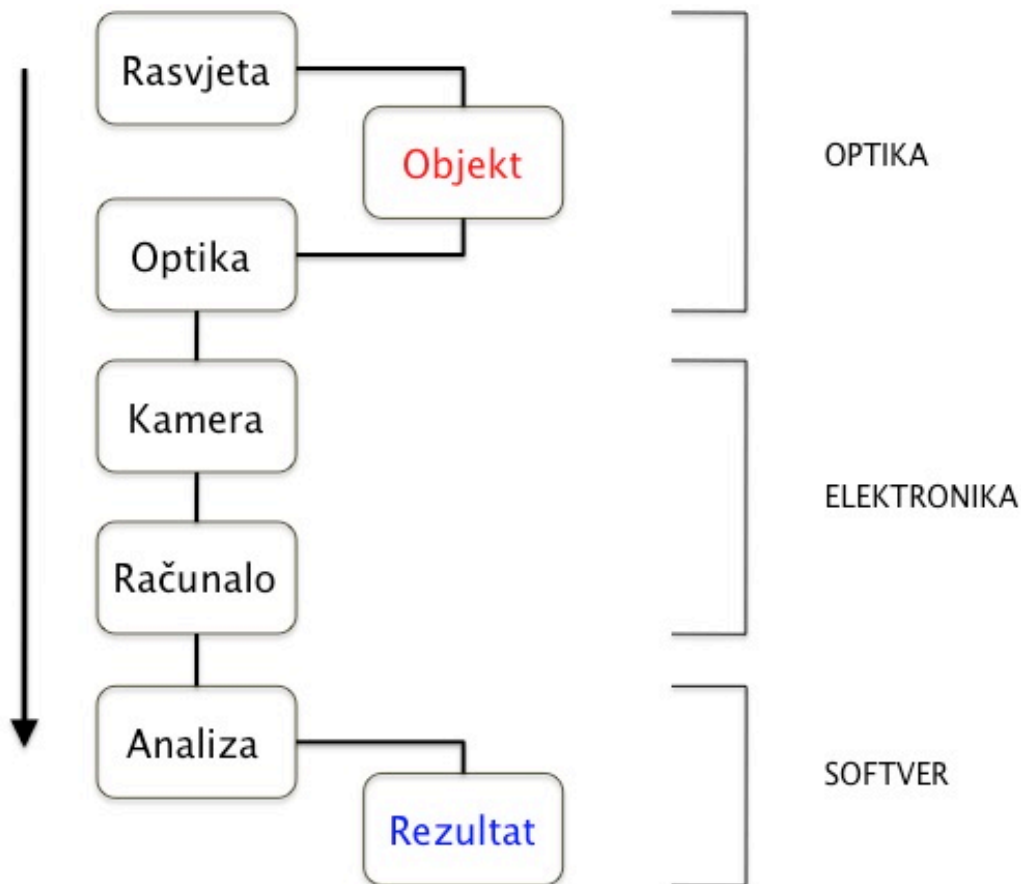 Rasvjeta
Objekt
OPTIKA
Optika
Kamera
ELEKTRONIKA
Računalo
Analiza
SOFTVER
Rezultat